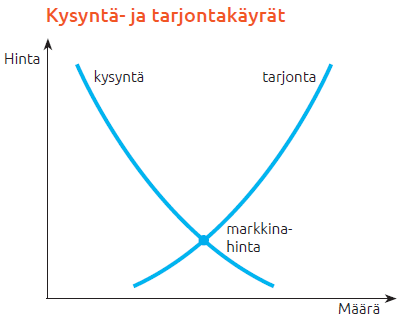 Kysyntä- ja tarjontakäyrät
Hinta
kysyntä
tarjonta
markkina-
hinta
Määrä